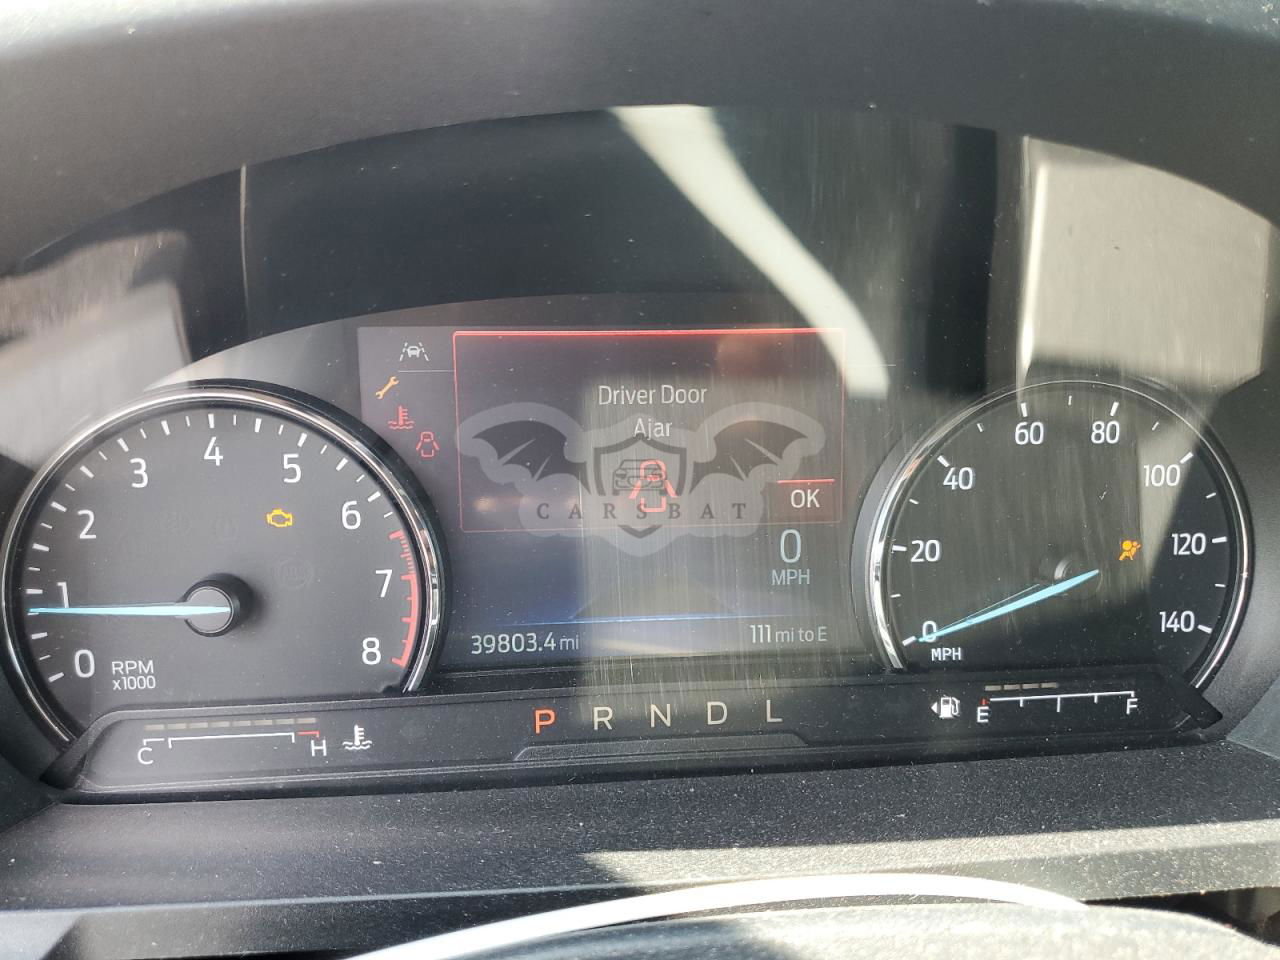 Driver Door
Ajar
OK
CARSBAT
0
MPH
39803.4 mi
111 mi to E
0
1
2
3
4
5
6
7
8
RPM
x1000
0
20
40
60
80
100
120
140
MPH
C
H
P R N D L
E
F